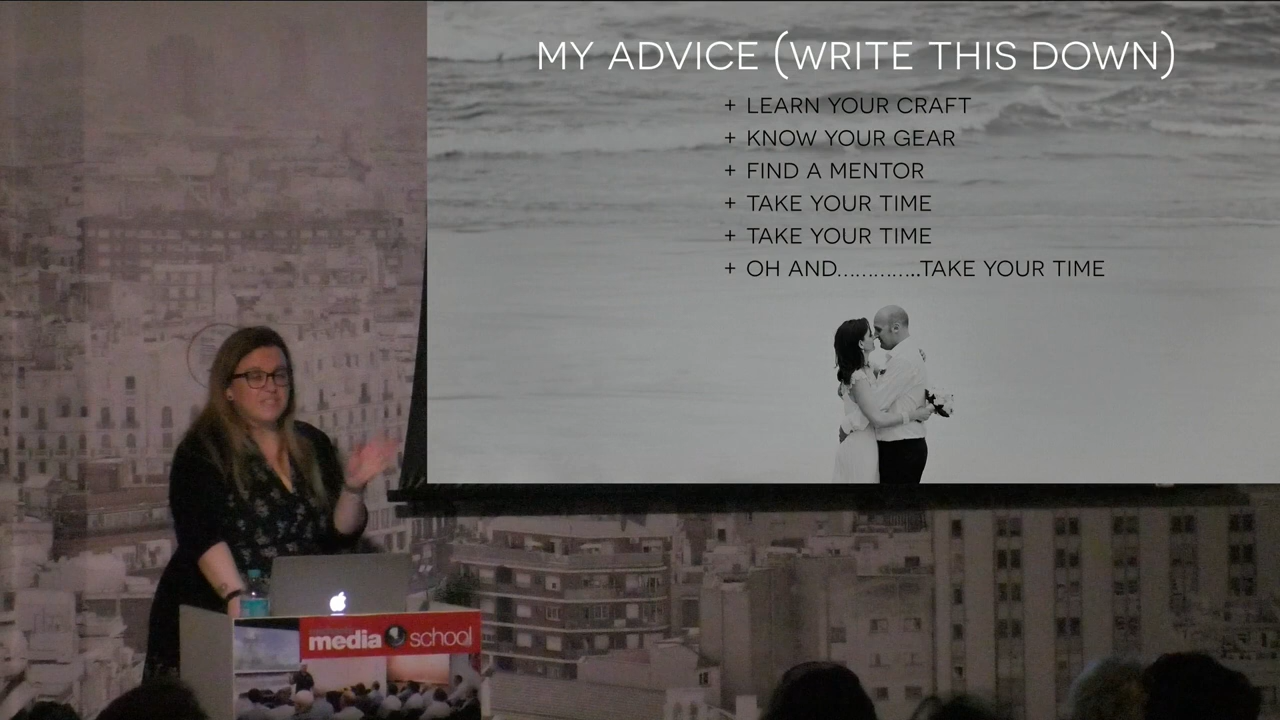 MY ADVICE (WRITE THIS DOWN)
+ LEARN YOUR CRAFT
+ KNOW YOUR GEAR
+ FIND A MENTOR
+ TAKE YOUR TIME
+ TAKE YOUR TIME
+ OH AND..............TAKE YOUR TIME
media school